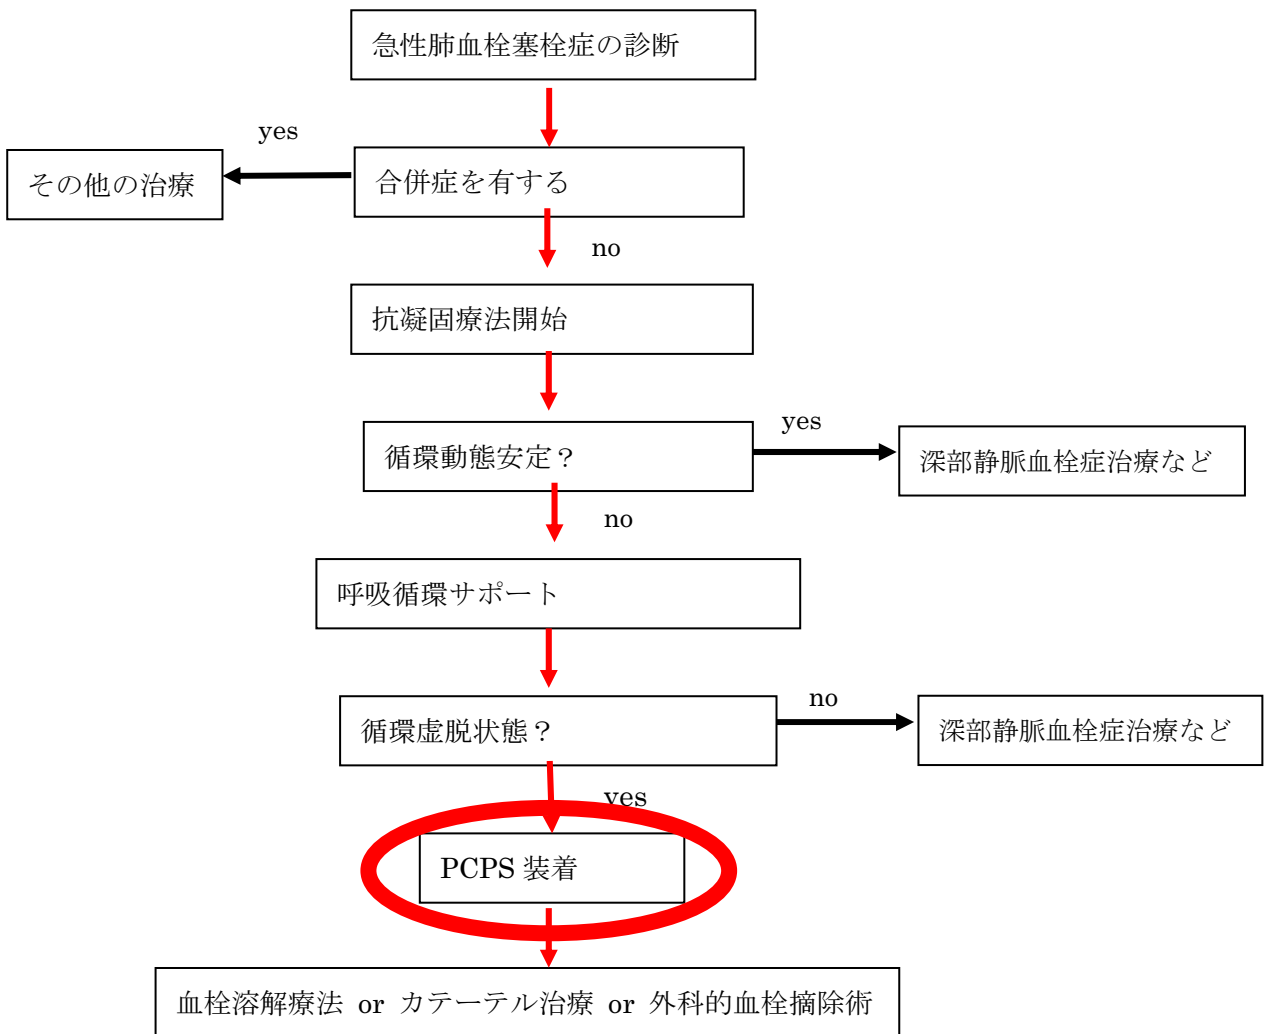 急性肺血栓塞栓症の診断
yes
その他の治療
合併症を有する
no
抗凝固療法開始
yes
循環動態安定？
深部静脈血栓症治療など
no
呼吸循環サポート
no
循環虚脱状態？
深部静脈血栓症治療など
yes
PCPS 装着
血栓溶解療法 or カテーテル治療 or 外科的血栓摘除術